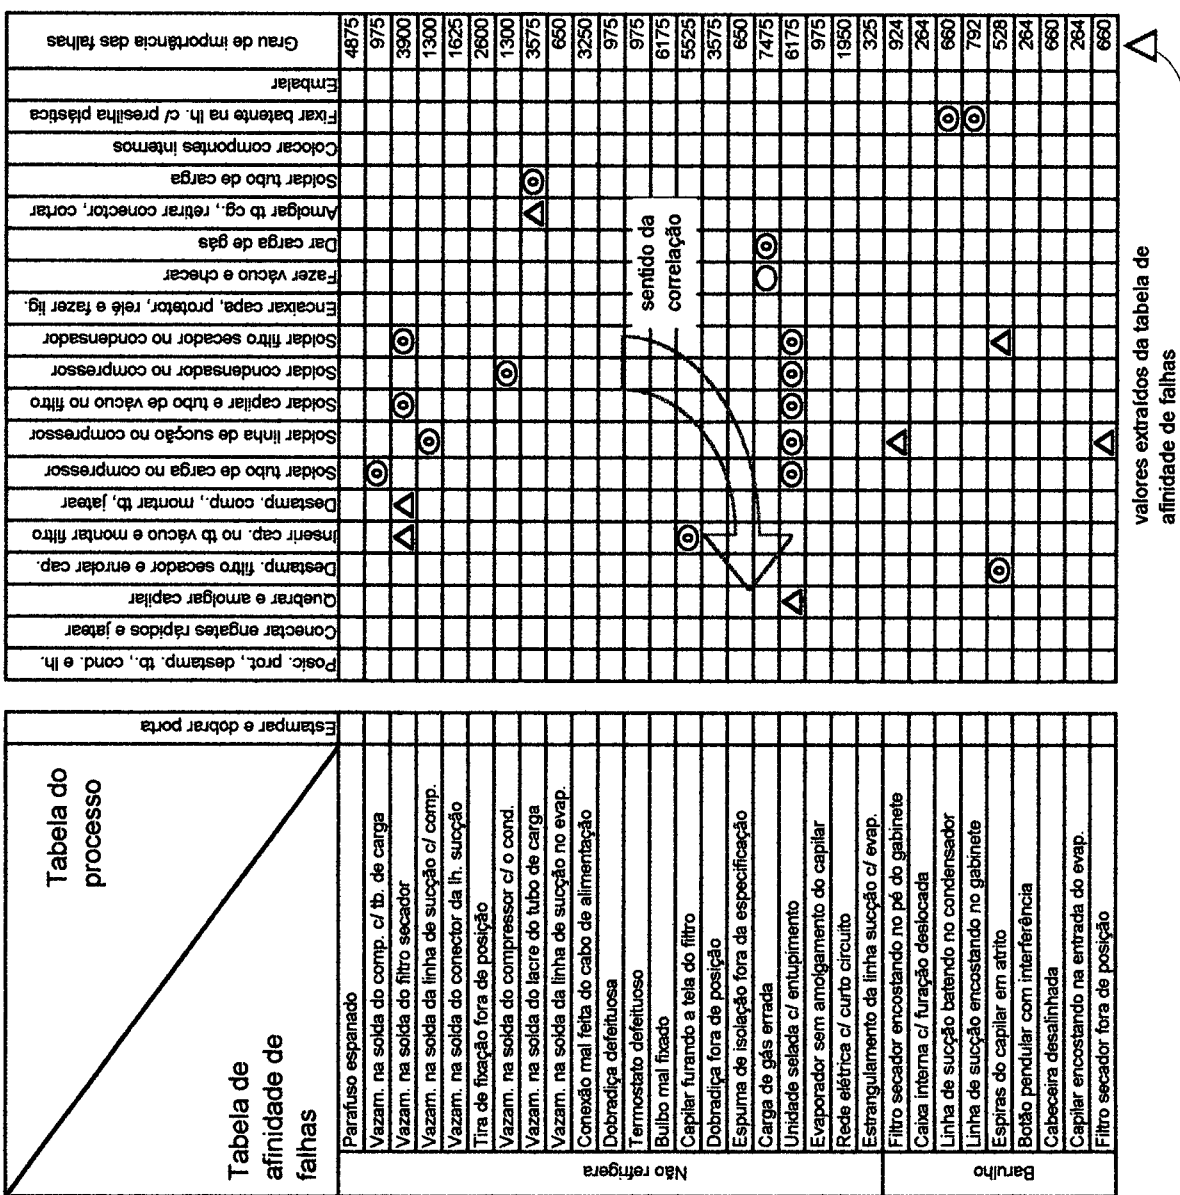 Tabela do
processo
Tabela de
afinidade de
falhas
Estampar e dobrar porta
Posic. prot., destamp. tb., cond. e lh.
Conectar engates rápidos e jatear
Quebrar e amolgar capilar
Destamp. filtro secador e enrolar cap.
Inserir cap. no tb vácuo e montar filtro
Destamp. comp., montar tb, jatear
Soldar tubo de carga no compressor
Soldar linha de sucção no compressor
Soldar capilar e tubo de vácuo no filtro
Soldar condensador no compressor
Soldar filtro secador no condensador
Encaixar capa, protetor, relé e fazer lig.
Fazer vácuo e checar
Dar carga de gás
Amolgar tb cg., retirar conector, cortar
Soldar tubo de carga
Colocar compontes internos
Fixar batente na lh. c/ presilha plástica
Embalar
Grau de importância das falhas
Não refrigera
Parafuso espanado 4875
Vazam. na solda do comp. c/ tb. de carga 975
Vazam. na solda do filtro secador 3900
Vazam. na solda da linha de sucção c/ comp. 1300
Vazam. na solda do conector da lh. sucção 1625
Tira de fixação fora de posição 2600
Vazam. na solda do compressor c/ o cond. 1300
Vazam. na solda do lacre do tubo de carga 3575
Vazam. na solda da linha de sucção no evap. 650
Conexão mal feita do cabo de alimentação 3250
Dobradiça defeituosa 975
Termostato defeituoso 975
Bulbo mal fixado 6175
Capilar furando a tela do filtro 5525
Dobradiça fora de posição 3575
Espuma de isolação fora da especificação 650
Carga de gás errada 7475
Unidade selada c/ entupimento 6175
Evaporador sem amolgamento do capilar 975
Rede elétrica c/ curto circuito 1950
Estrangulamento da linha sucção c/ evap. 325
Barulho
Filtro secador encostando no pé do gabinete 924
Caixa interna c/ furação deslocada 264
Linha de sucção batendo no condensador 660
Linha de sucção encostando no gabinete 792
Espiras do capilar em atrito 528
Botão pendular com interferência 264
Cabeceira desalinhada 660
Capilar encostando na entrada do evap. 264
Filtro secador fora de posição 660
sentido da
correlação
valores extraídos da tabela de
afinidade de falhas